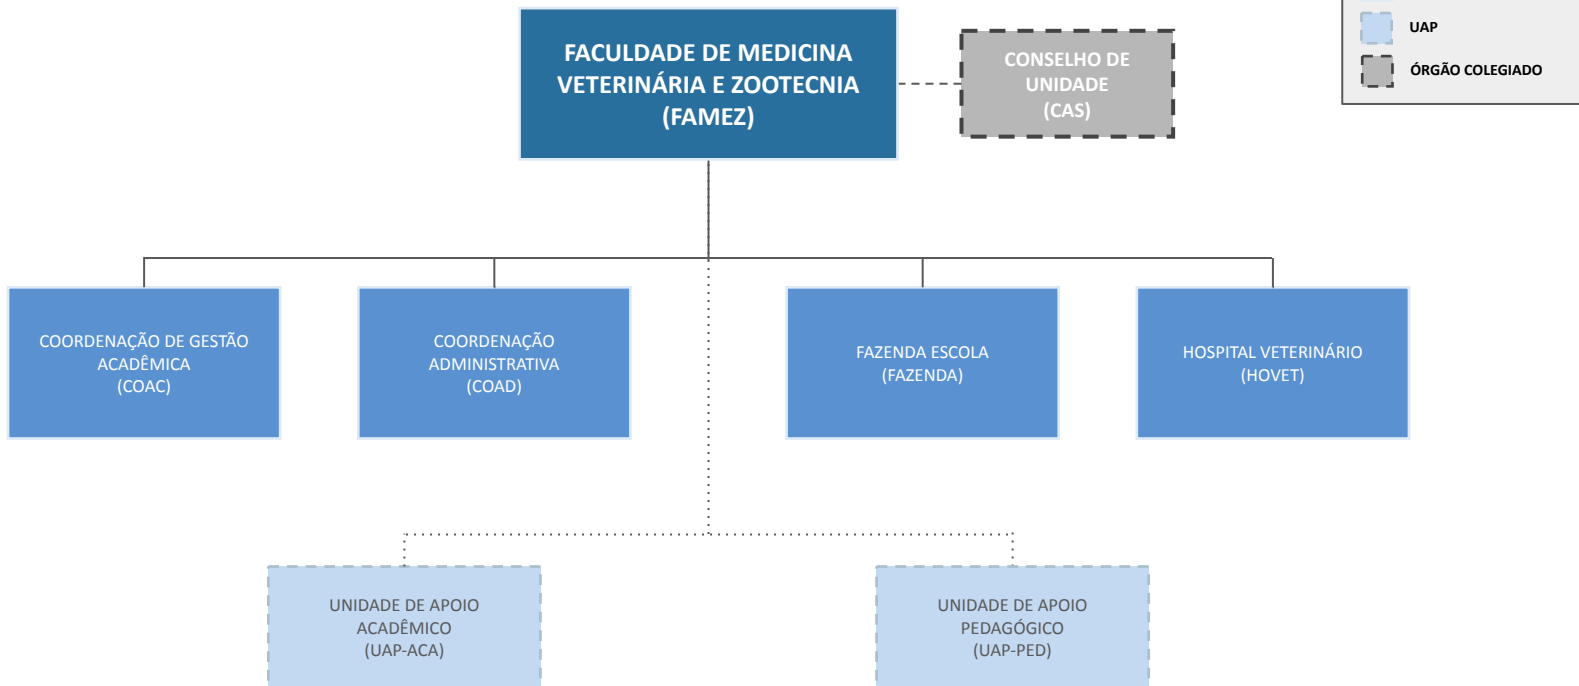 FACULDADE DE MEDICINA
VETERINÁRIA E ZOOTECNIA
(FAMEZ)
CONSELHO DE
UNIDADE
(CAS)
UAP
ÓRGÃO COLEGIADO
COORDENAÇÃO DE GESTÃO
ACADÊMICA
(COAC)
COORDENAÇÃO
ADMINISTRATIVA
(COAD)
FAZENDA ESCOLA
(FAZENDA)
HOSPITAL VETERINÁRIO
(HOVET)
UNIDADE DE APOIO
ACADÊMICO
(UAP-ACA)
UNIDADE DE APOIO
PEDAGÓGICO
(UAP-PED)